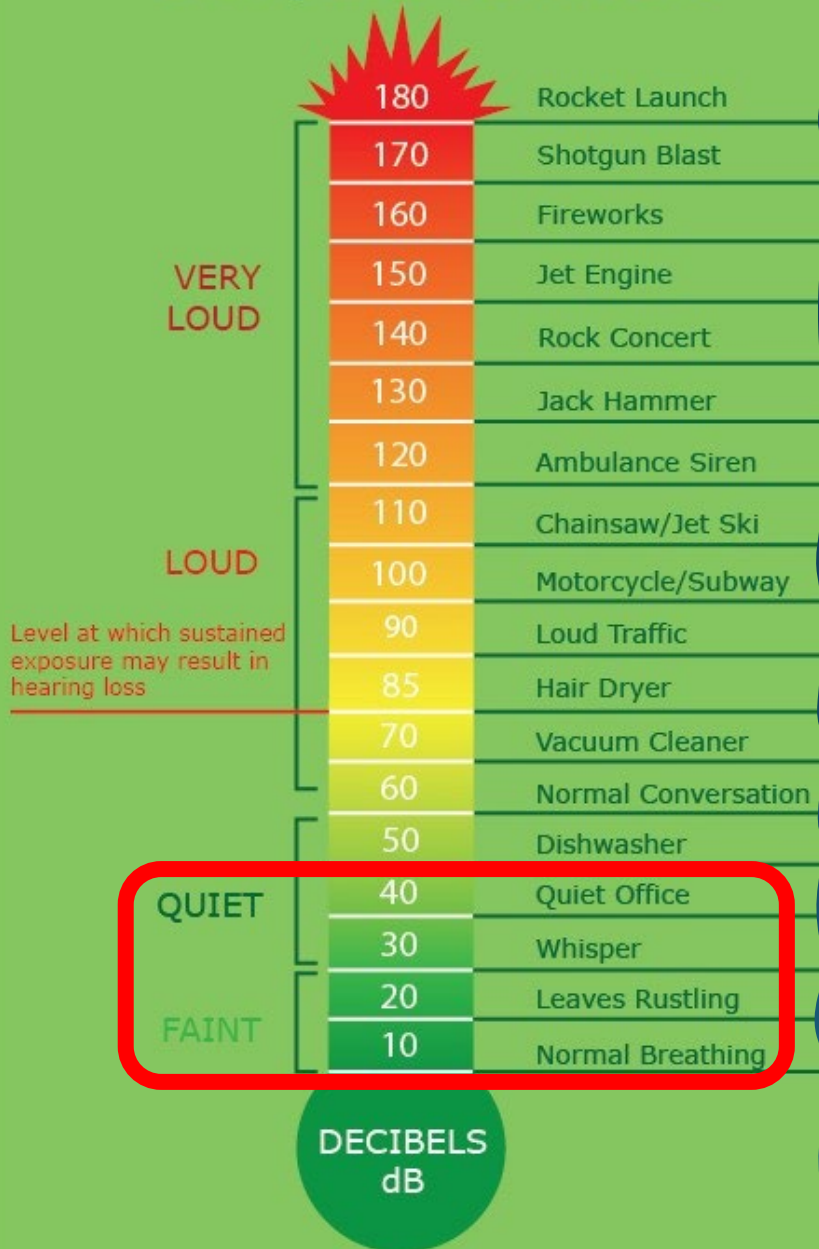 180 Rocket Launch
170 Shotgun Blast
160 Fireworks
VERY
LOUD
150 Jet Engine
140 Rock Concert
130 Jack Hammer
120 Ambulance Siren
110 Chainsaw/Jet Ski
LOUD
100 Motorcycle/Subway
Level at which sustained
exposure may result in
hearing loss
90 Loud Traffic
85 Hair Dryer
70 Vacuum Cleaner
60 Normal Conversation
50 Dishwasher
QUIET
40 Quiet Office
30 Whisper
FAINT
20 Leaves Rustling
10 Normal Breathing
DECIBELS
dB